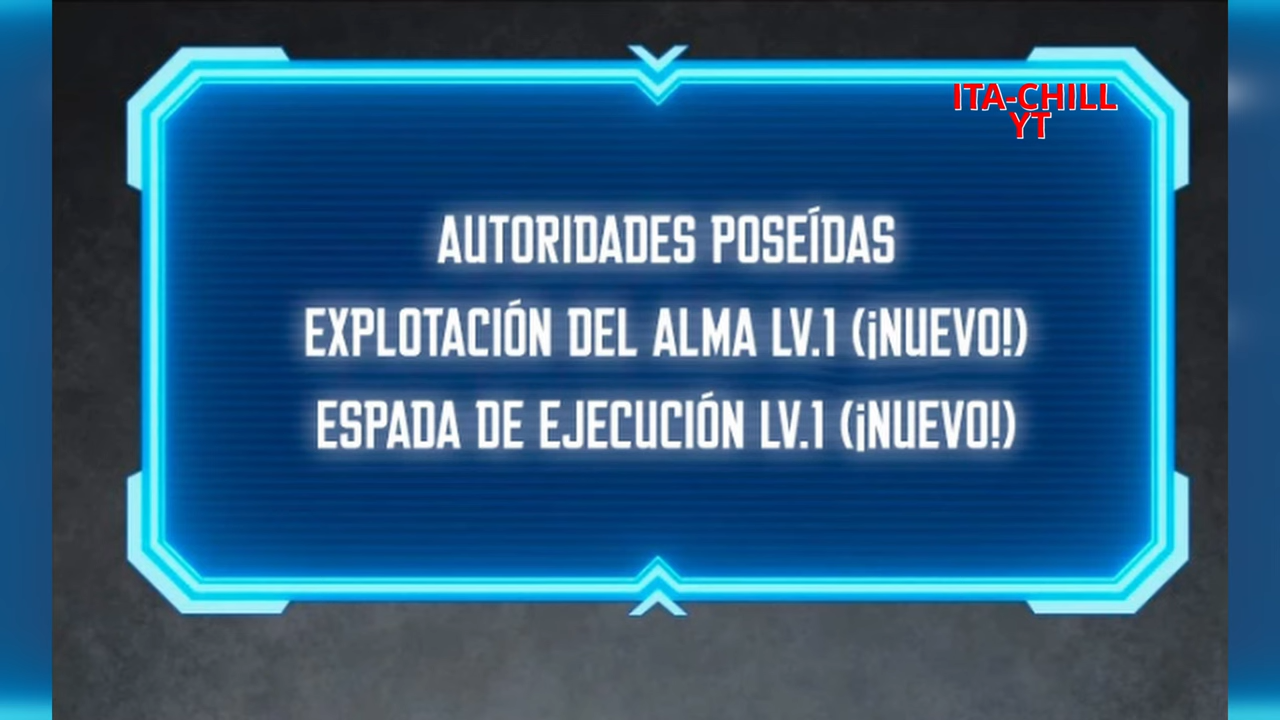 ITA-CHILL
YT
AUTORIDADES POSEÍDAS
EXPLOTACIÓN DEL ALMA LV.1 (¡NUEVO!)
ESPADA DE EJECUCIÓN LV.1 (¡NUEVO!)